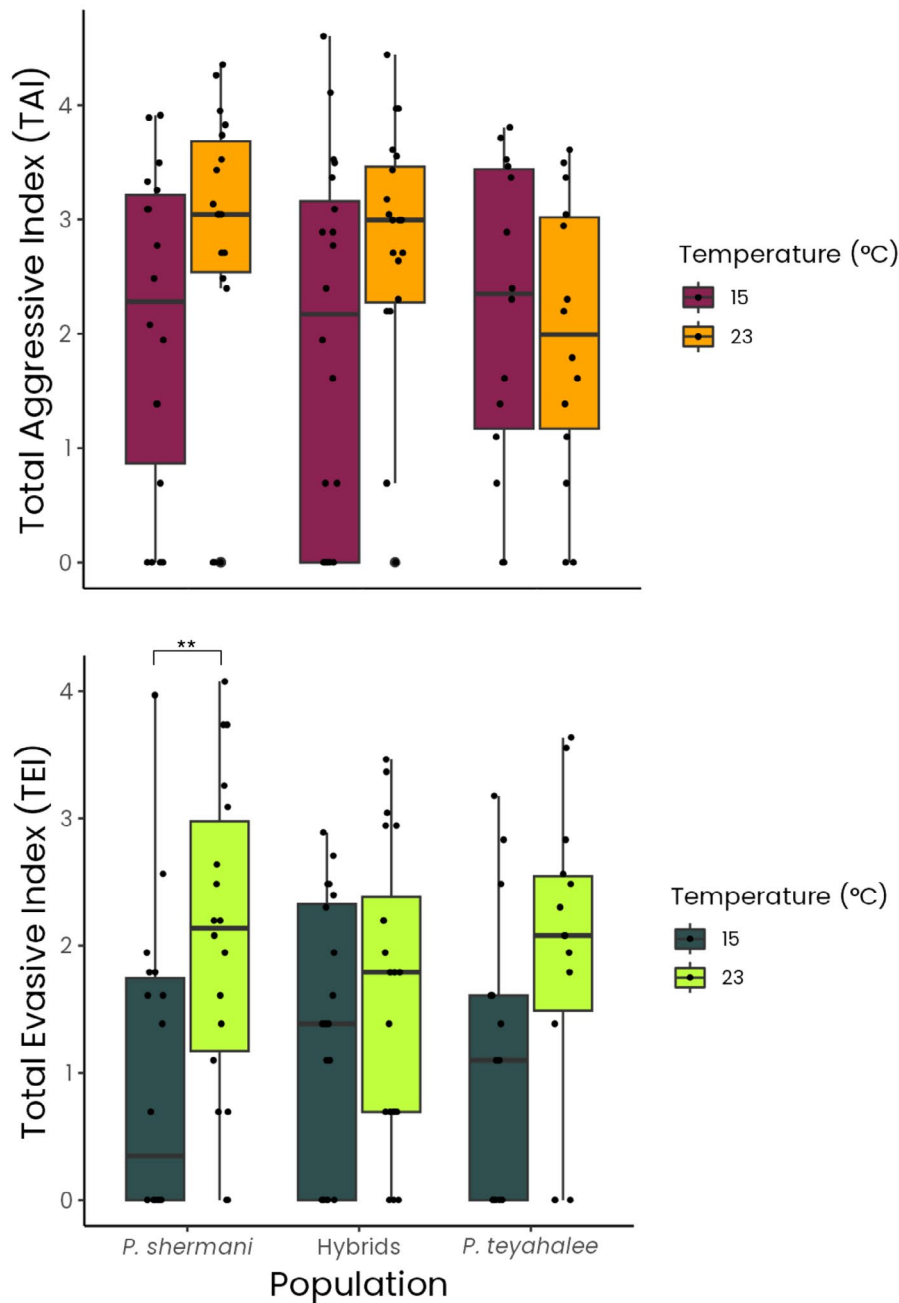 Total Aggressive Index (TAI)
4
3
2
1
0
Temperature (°C)
15
23
Total Evasive Index (TEI)
**
4
3
2
1
0
Temperature (°C)
15
23
P. shermani Hybrids P. teyahalee
Population